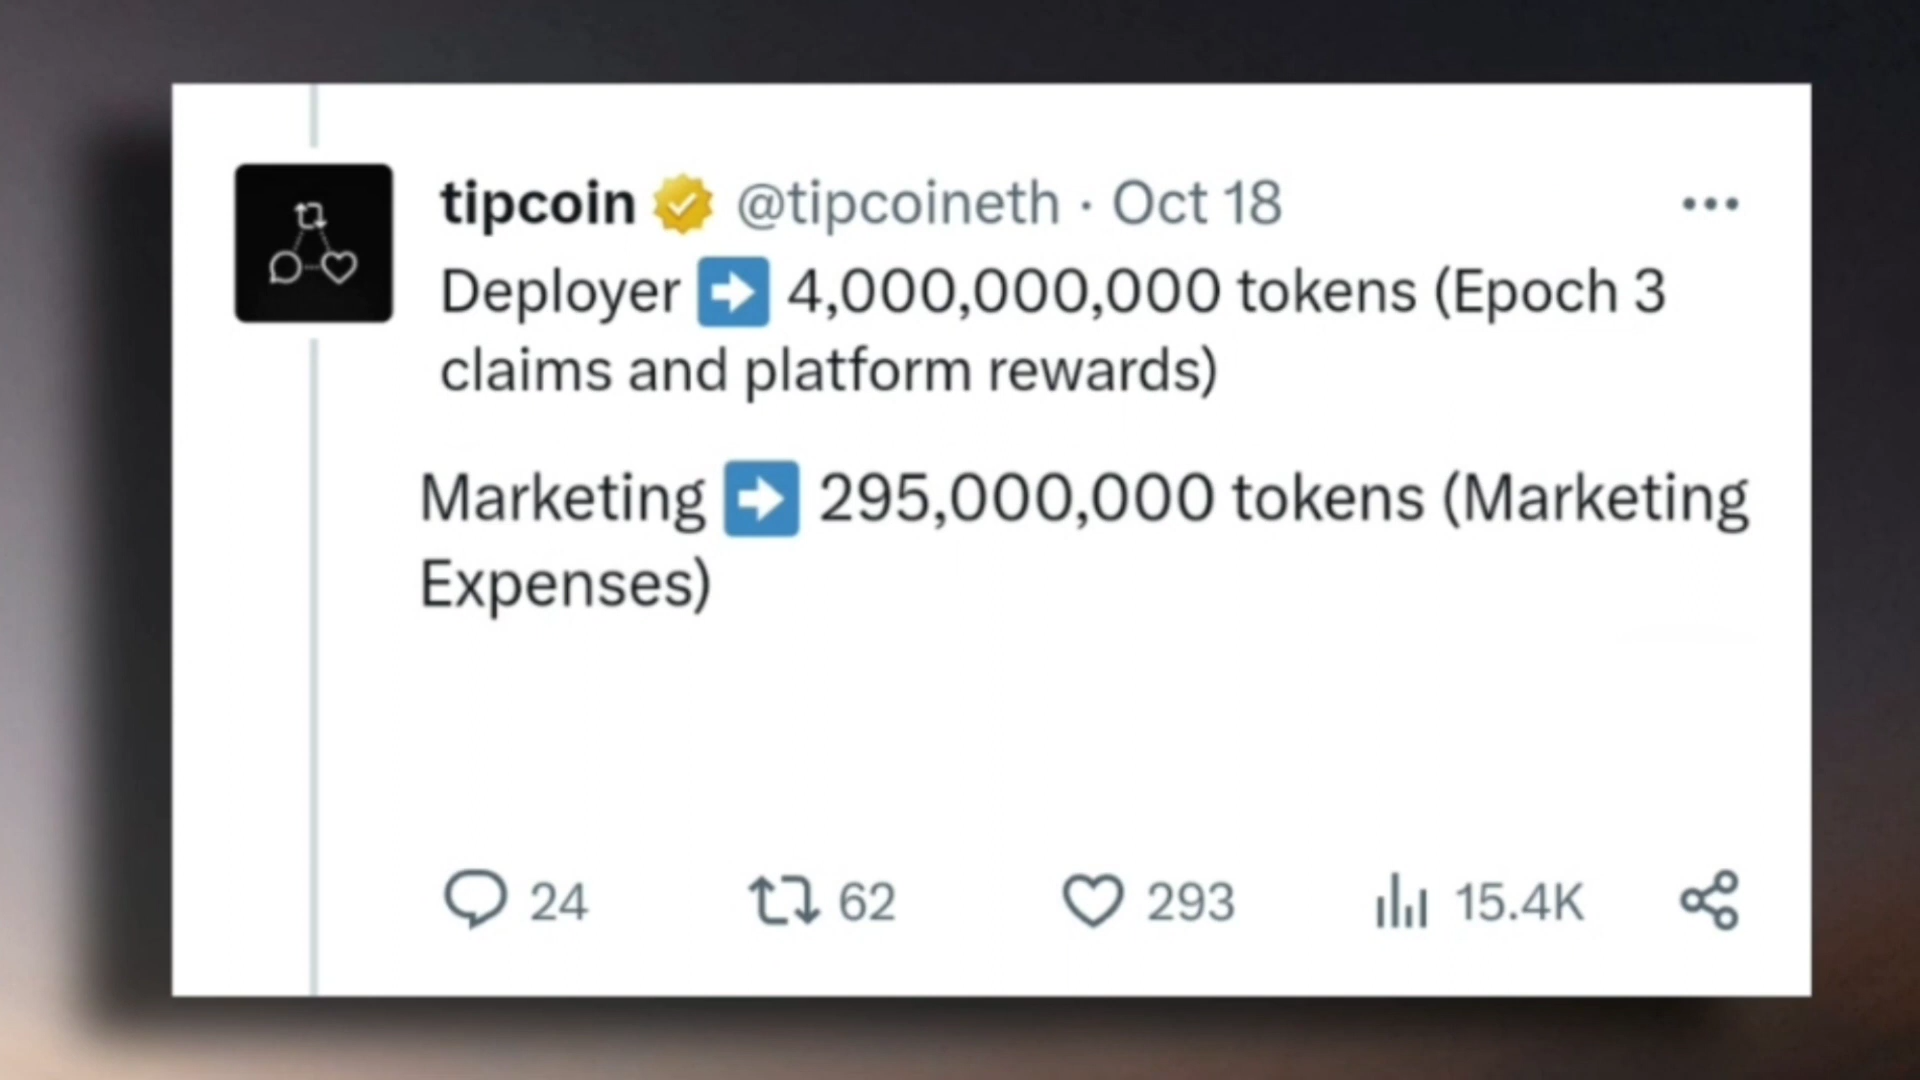 tipcoin @tipcoineth · Oct 18
Deployer ➡️ 4,000,000,000 tokens (Epoch 3
claims and platform rewards)
Marketing ➡️ 295,000,000 tokens (Marketing
Expenses)
24 62 293 15.4K